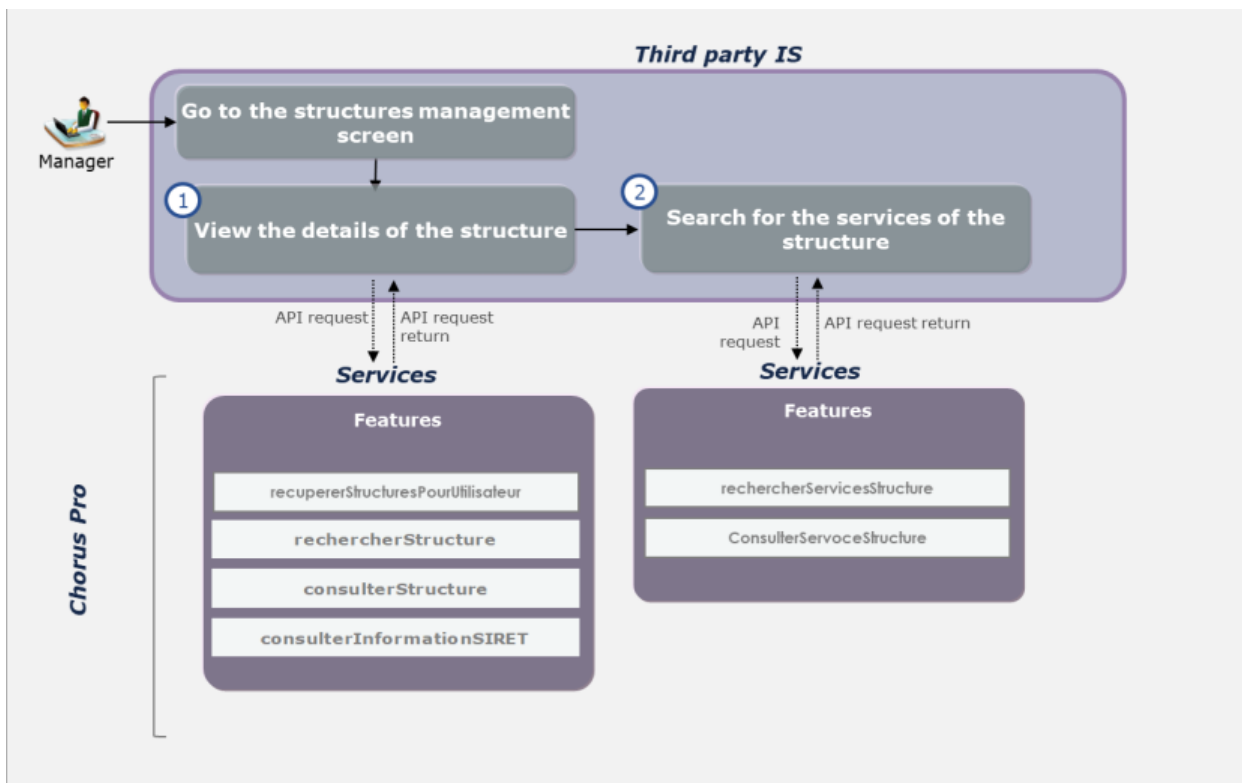 Third party IS
Go to the structures management
screen
Manager
1
View the details of the structure
2
Search for the services of the
structure
API request
API request
return
API
request
API request return
Services
Features
recupererStructuresPourUtilisateur
rechercherStructure
consulterStructure
consulterInformationSIRET
Services
Features
rechercherServicesStructure
ConsulterServoceStructure
Chorus Pro